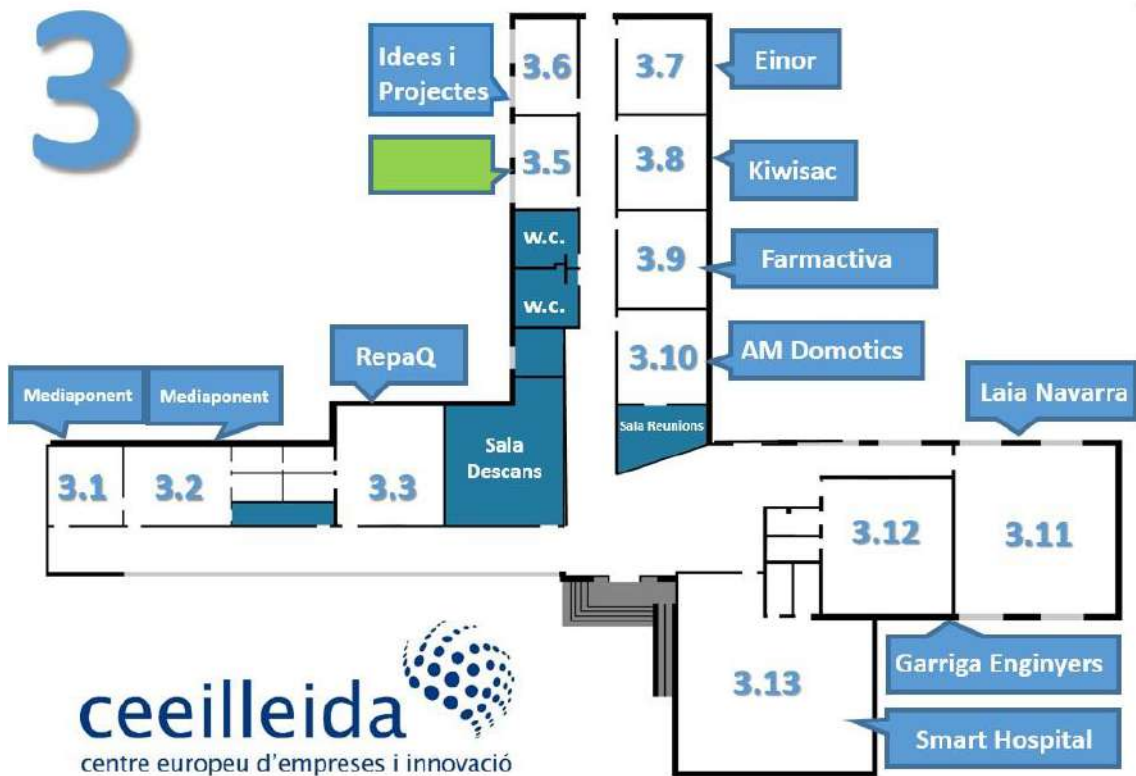 3
Idees i
Projectes
3.6
3.7
Einor
3.5
3.8
Kiwisac
w.c.
3.9
Farmactiva
w.c.
RepaQ
3.10
AM Domotics
Mediaponent
Mediaponent
Laia Navarra
Sala Reunions
Sala
Descans
3.1
3.2
3.3
3.12
3.11
Garriga Enginyers
3.13
Smart Hospital
ceeilleida
centre europeu d'empreses i innovació